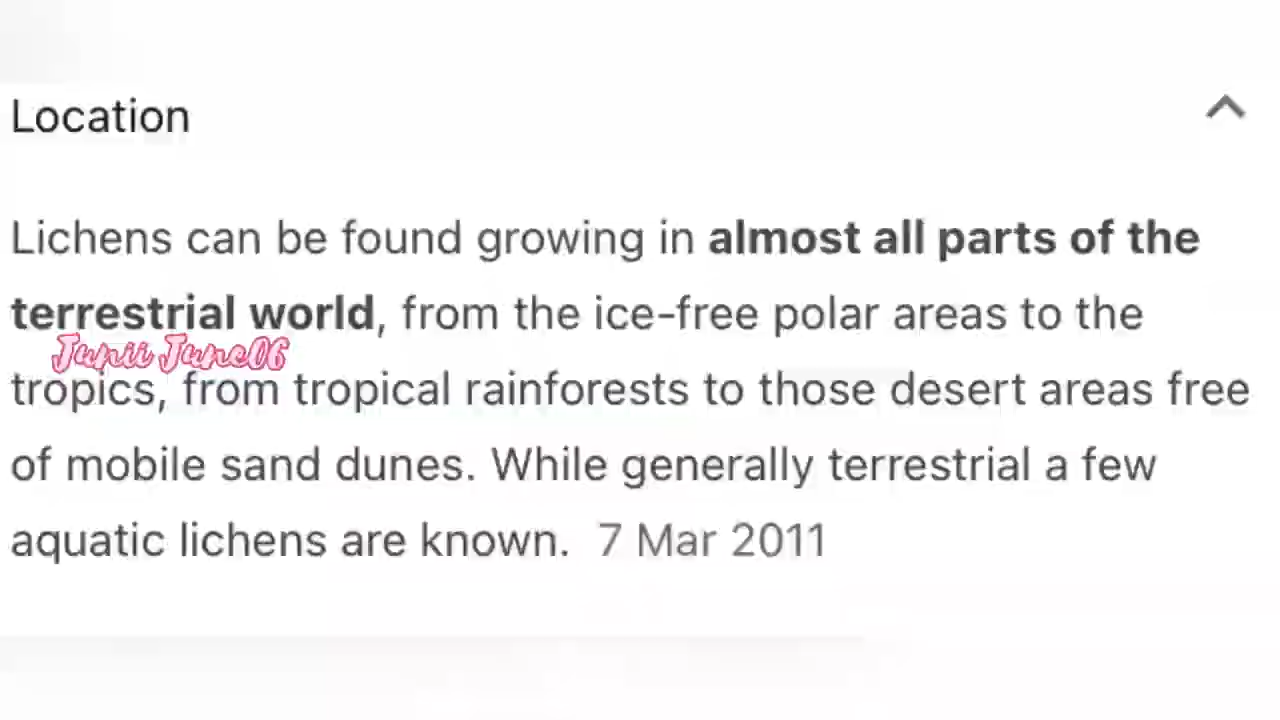 Location
Lichens can be found growing in almost all parts of the
terrestrial world, from the ice-free polar areas to the
Junii June06
tropics, from tropical rainforests to those desert areas free
of mobile sand dunes. While generally terrestrial a few
aquatic lichens are known. 7 Mar 2011